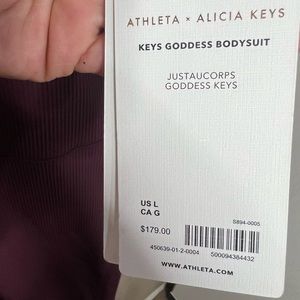 ATHLETA × ALICIA KEYS
KEYS GODDESS BODYSUIT
JUSTAUCORPS
GODDESS KEYS
US L
CA G
$179.00
S894-0005
450639-01-2-0004
500094384432
WWW.ATHLETA.COM